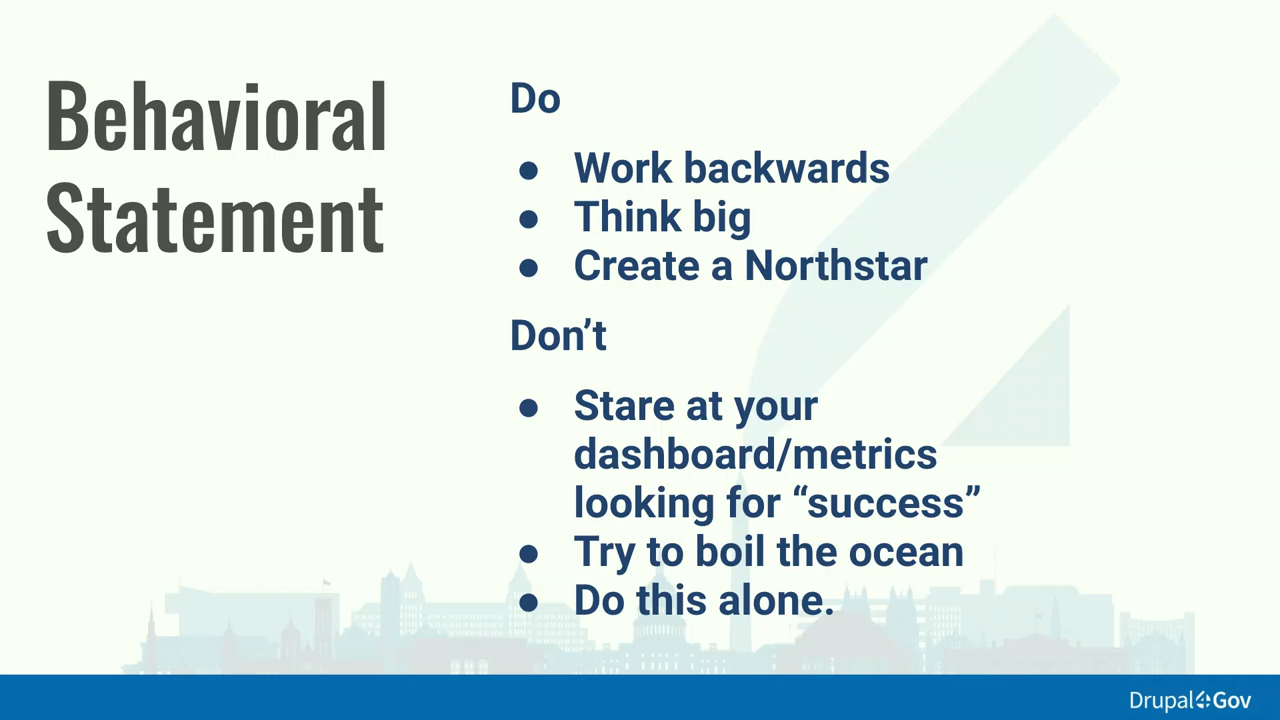 Behavioral
Statement
Do
● Work backwards
● Think big
● Create a Northstar
Don’t
● Stare at your
dashboard/metrics
looking for “success”
● Try to boil the ocean
● Do this alone.
Drupal4Gov